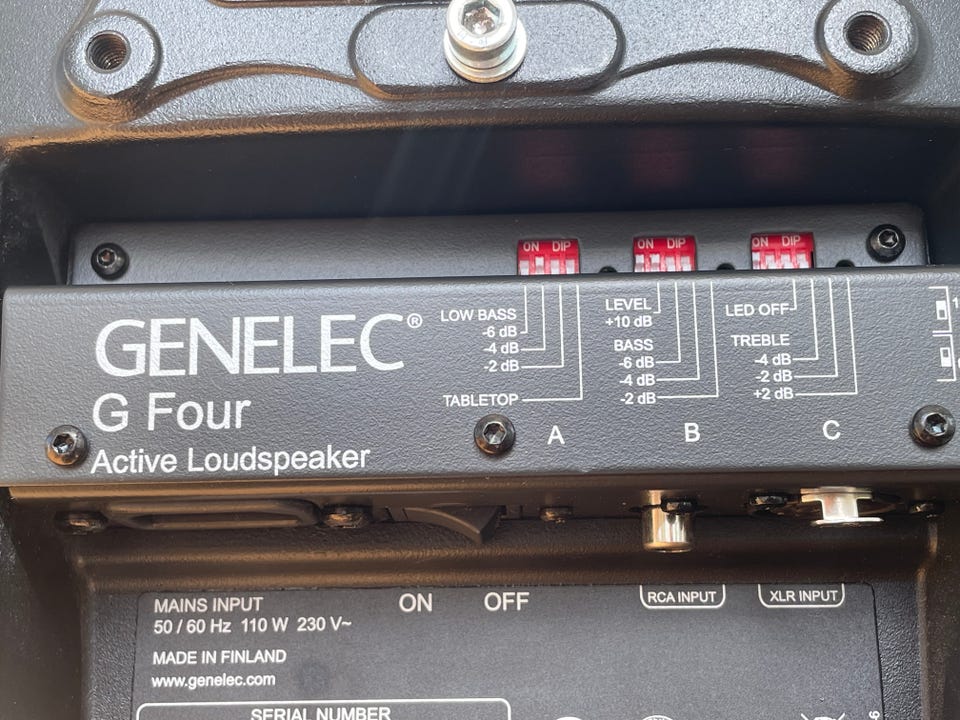 ON DIP
ON DIP
ON DIP
GENELEC®
G Four
Active Loudspeaker
LOW BASS
-6 dB
-4 dB
-2 dB
TABLETOP
A
LEVEL
+10 dB
BASS
-6 dB
-4 dB
-2 dB
B
LED OFF
TREBLE
-4 dB
-2 dB
+2 dB
C
MAINS INPUT
50 / 60 Hz 110 W 230 V~
ON OFF
RCA INPUT
XLR INPUT
MADE IN FINLAND
www.genelec.com
SERIAL NUMBER